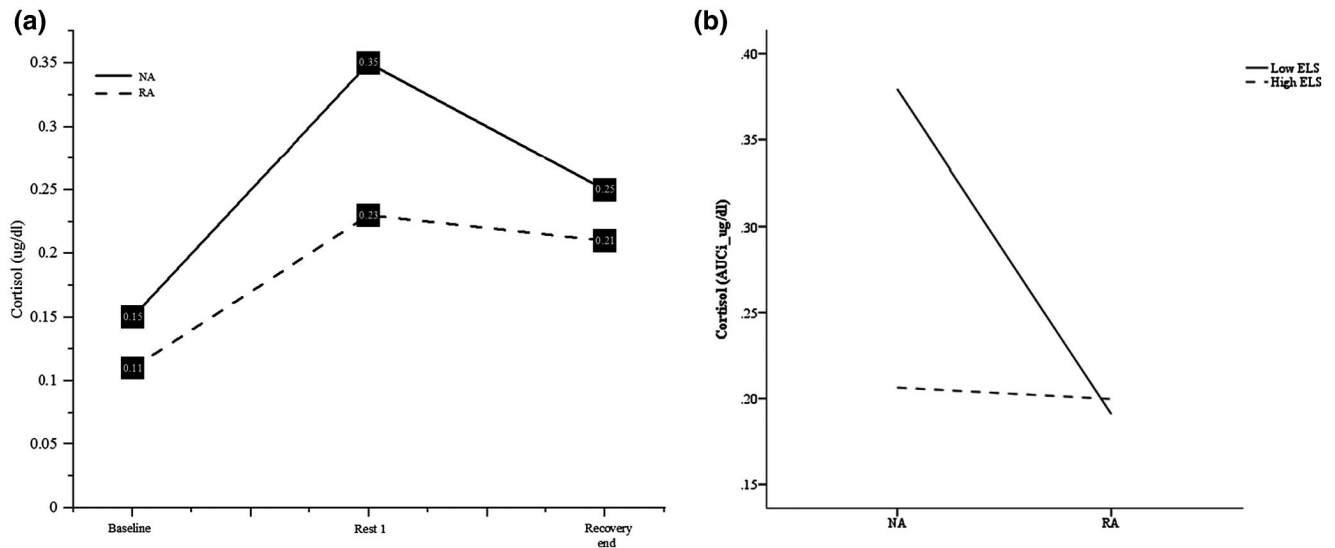 (a)
NA
RA
Cortisol (ug/dl)
0.35
0.3
0.25
0.2
0.15
0.1
0.05
0
0.35
0.25
0.23
0.21
0.15
0.11
Baseline
Rest 1
Recovery
end
(b)
Low ELS
High ELS
Cortisol (AUCi_ug/dl)
.40
.35
.30
.25
.20
.15
NA
RA